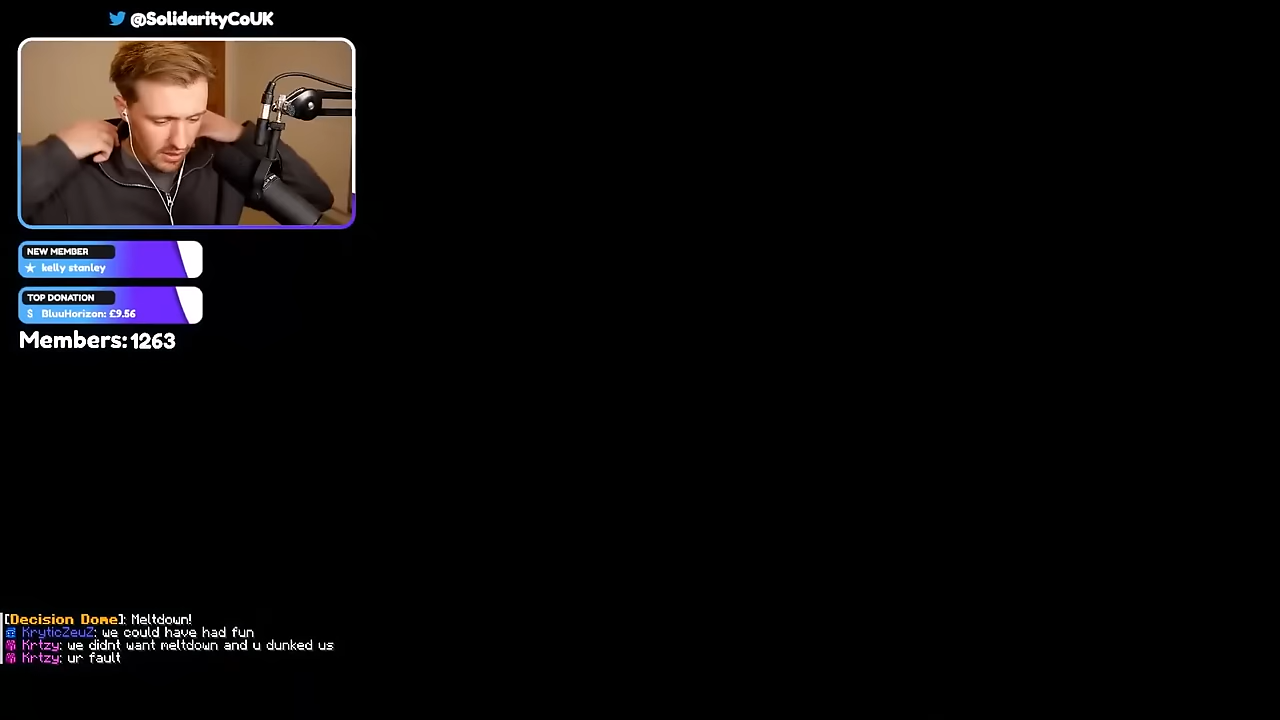 @SolidarityCoUK
NEW MEMBER
kelly stanley
TOP DONATION
$ BluuHorizon: £9.56
Members: 1263
[Decision Dome]: Meltdown!
KryticZeuZ: we could have had fun
Krtzy: we didnt want meltdown and u dunked us
Krtzy: ur fault